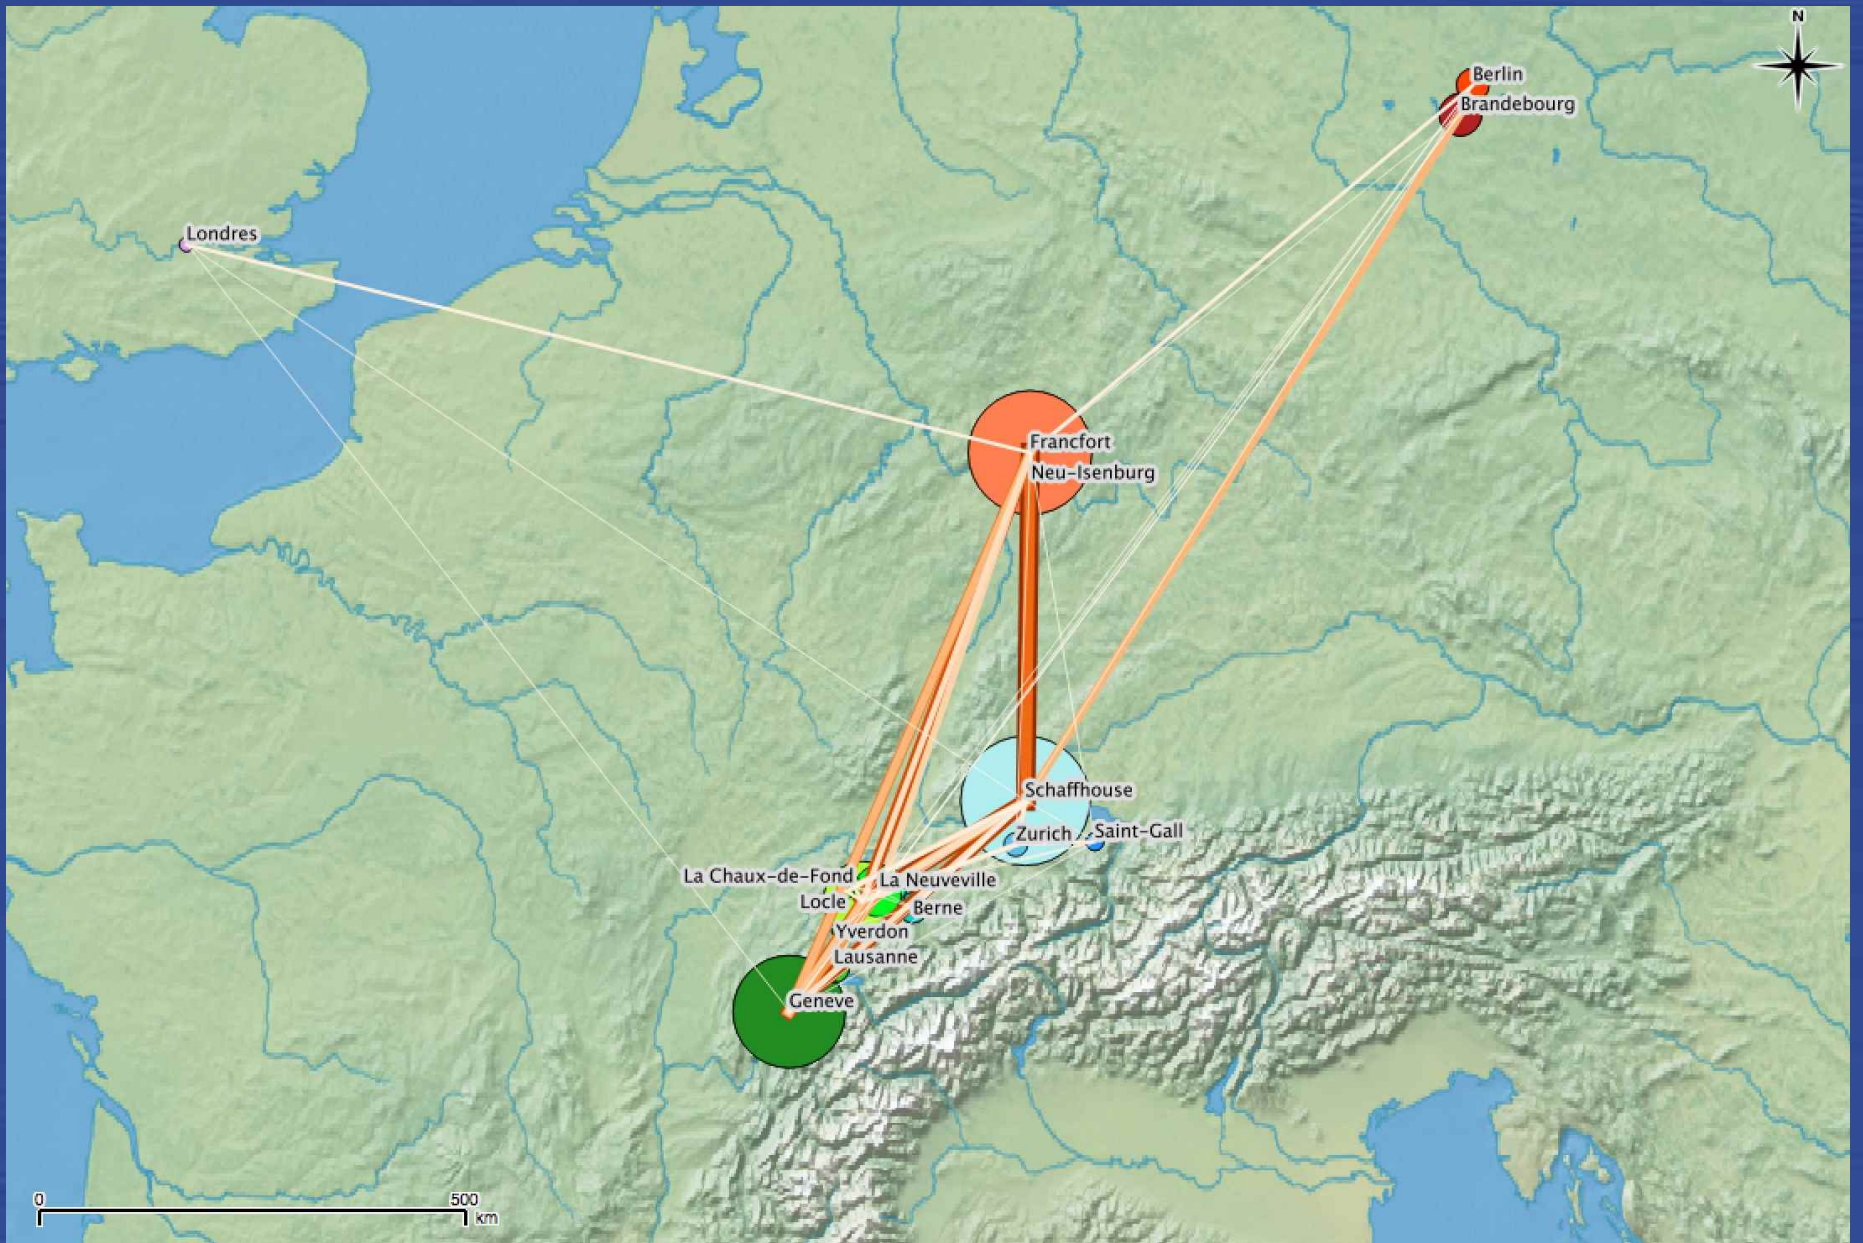 N
Berlin
Brandebourg
Londres
Francfort
Neu-Isenburg
Schaffhouse
Zurich
Saint-Gall
La Chaux-de-Fond
La Neuveville
Locle
Berne
Yverdon
Lausanne
Geneve
0
500
km